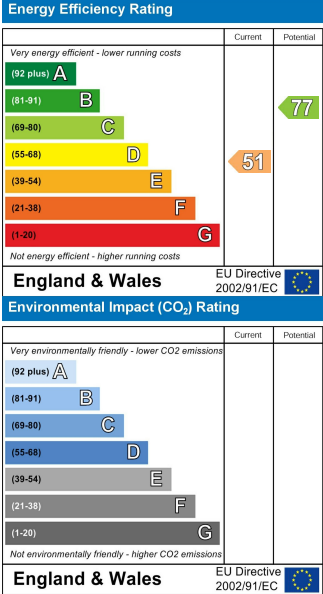 Energy Efficiency Rating
Current Potential
Very energy efficient - lower running costs
(92 plus) A
(81-91) B
77
(69-80) C
(55-68) D
51
(39-54) E
(21-38) F
(1-20) G
Not energy efficient - higher running costs
England & Wales
EU Directive
2002/91/EC
Environmental Impact (CO₂) Rating
Current Potential
Very environmentally friendly - lower CO2 emissions
(92 plus) A
(81-91) B
(69-80) C
(55-68) D
(39-54) E
(21-38) F
(1-20) G
Not environmentally friendly - higher CO2 emissions
England & Wales
EU Directive
2002/91/EC